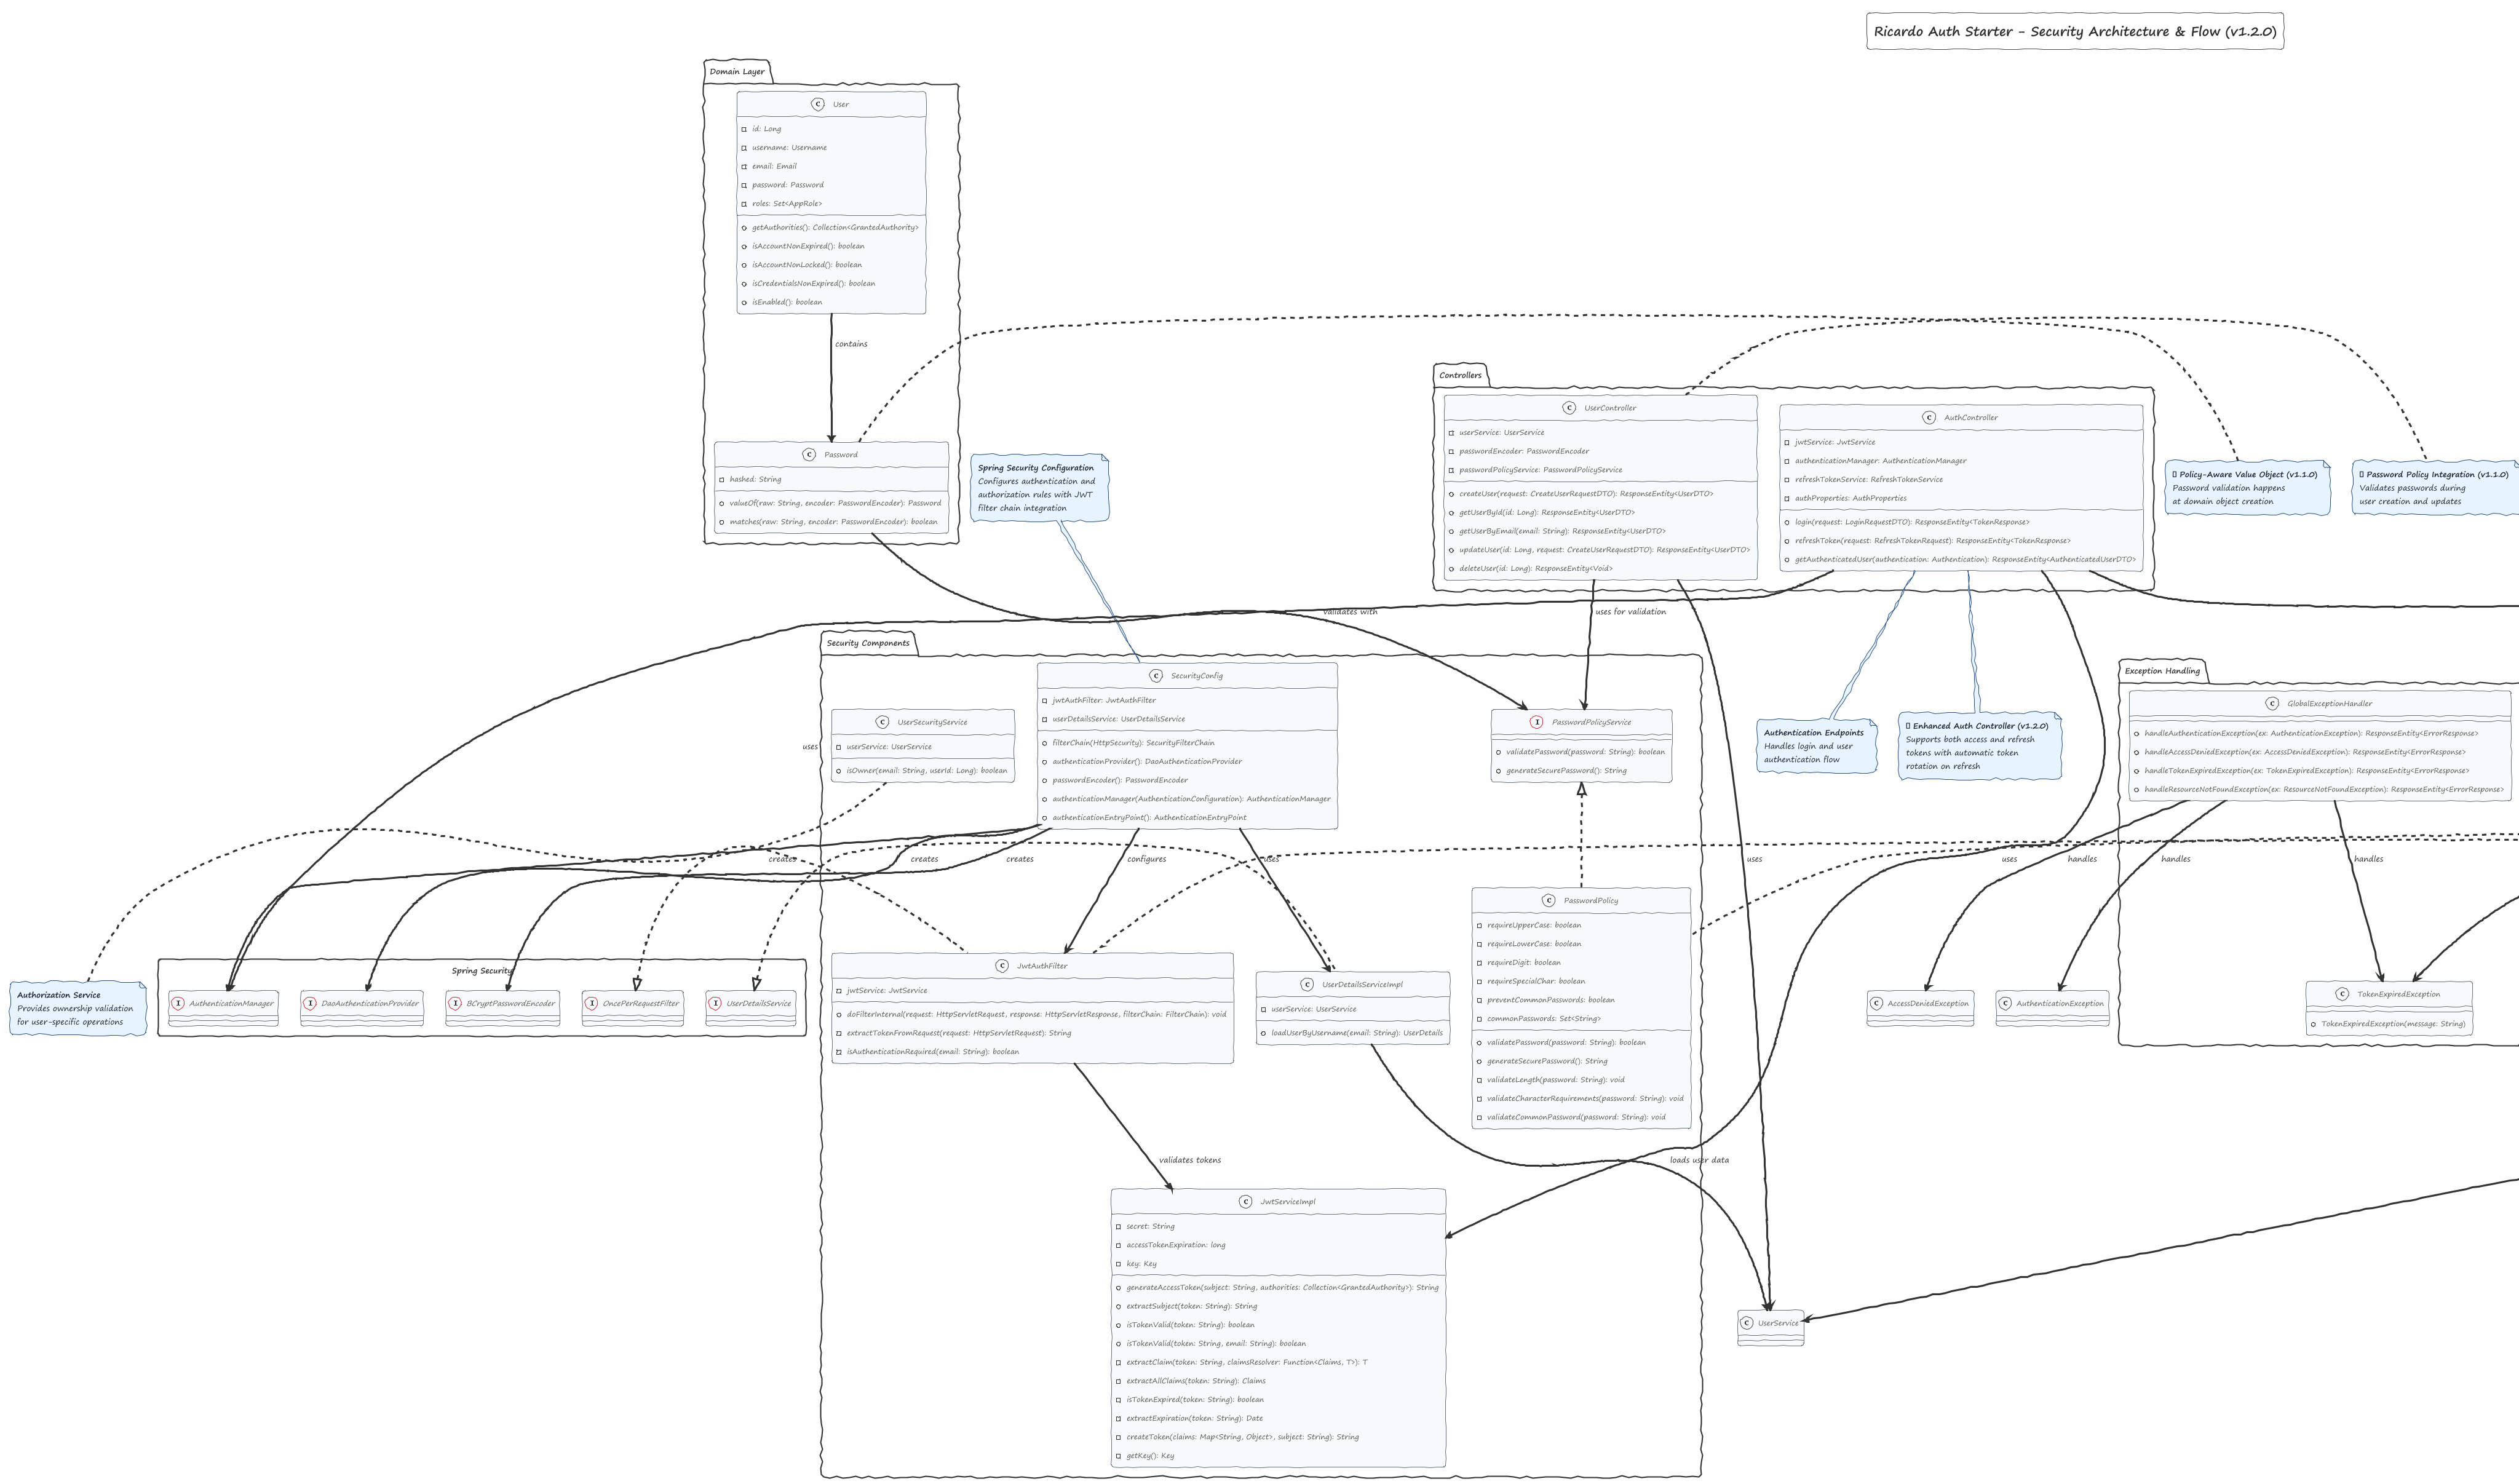 Ricardo Auth Starter - Security Architecture & Flow (v1.2.0)
Domain Layer
User
id: Long
username: Username
email: Email
password: Password
roles: Set<AppRole>
getAuthorities(): Collection<GrantedAuthority>
isAccountNonExpired(): boolean
isAccountNonLocked(): boolean
isCredentialsNonExpired(): boolean
isEnabled(): boolean
contains
Password
hashed: String
valueOf(raw: String, encoder: PasswordEncoder): Password
matches(raw: String, encoder: PasswordEncoder): boolean
Spring Security Configuration
Configures authentication and
authorization rules with JWT
filter chain integration
Controllers
UserController
userService: UserService
passwordEncoder: PasswordEncoder
passwordPolicyService: PasswordPolicyService
createUser(request: CreateUserRequestDTO): ResponseEntity<UserDTO>
getUserById(id: Long): ResponseEntity<UserDTO>
getUserByEmail(email: String): ResponseEntity<UserDTO>
updateUser(id: Long, request: CreateUserRequestDTO): ResponseEntity<UserDTO>
deleteUser(id: Long): ResponseEntity<Void>
AuthController
jwtService: JwtService
authenticationManager: AuthenticationManager
refreshTokenService: RefreshTokenService
authProperties: AuthProperties
login(request: LoginRequestDTO): ResponseEntity<TokenResponse>
refreshToken(request: RefreshTokenRequest): ResponseEntity<TokenResponse>
getAuthenticatedUser(authentication: Authentication): ResponseEntity<AuthenticatedUserDTO>
Policy-Aware Value Object (v1.1.0)
Password validation happens
at domain object creation
Password Policy Integration (v1.1.0)
Validates passwords during
user creation and updates
validates with
uses for validation
Security Components
UserSecurityService
userService: UserService
isOwner(email: String, userId: Long): boolean
uses
SecurityConfig
jwtAuthFilter: JwtAuthFilter
userDetailsService: UserDetailsService
filterChain(HttpSecurity): SecurityFilterChain
authenticationProvider(): DaoAuthenticationProvider
passwordEncoder(): PasswordEncoder
authenticationManager(AuthenticationConfiguration): AuthenticationManager
authenticationEntryPoint(): AuthenticationEntryPoint
PasswordPolicyService
validatePassword(password: String): boolean
generateSecurePassword(): String
Authentication Endpoints
Handles login and user
authentication flow
Enhanced Auth Controller (v1.2.0)
Supports both access and refresh
tokens with automatic token
rotation on refresh
Exception Handling
GlobalExceptionHandler
handleAuthenticationException(ex: AuthenticationException): ResponseEntity<ErrorResponse>
handleAccessDeniedException(ex: AccessDeniedException): ResponseEntity<ErrorResponse>
handleTokenExpiredException(ex: TokenExpiredException): ResponseEntity<ErrorResponse>
handleResourceNotFoundException(ex: ResourceNotFoundException): ResponseEntity<ErrorResponse>
creates
creates
creates
configures
uses
uses
uses
handles
handles
handles
Authorization Service
Provides ownership validation
for user-specific operations
Spring Security
AuthenticationManager
DaoAuthenticationProvider
BCryptPasswordEncoder
OncePerRequestFilter
UserDetailsService
JwtAuthFilter
jwtService: JwtService
doFilterInternal(request: HttpServletRequest, response: HttpServletResponse, filterChain: FilterChain): void
extractTokenFromRequest(request: HttpServletRequest): String
isAuthenticationRequired(email: String): boolean
UserDetailsServiceImpl
userService: UserService
loadUserByUsername(email: String): UserDetails
PasswordPolicy
requireUpperCase: boolean
requireLowerCase: boolean
requireDigit: boolean
requireSpecialChar: boolean
preventCommonPasswords: boolean
commonPasswords: Set<String>
validatePassword(password: String): boolean
generateSecurePassword(): String
validateLength(password: String): void
validateCharacterRequirements(password: String): void
validateCommonPassword(password: String): void
AccessDeniedException
AuthenticationException
TokenExpiredException
TokenExpiredException(message: String)
validates tokens
loads user data
JwtServiceImpl
secret: String
accessTokenExpiration: long
key: Key
generateAccessToken(subject: String, authorities: Collection<GrantedAuthority>): String
extractSubject(token: String): String
isTokenValid(token: String): boolean
isTokenValid(token: String, email: String): boolean
extractClaim(token: String, claimsResolver: Function<Claims, T>): T
extractAllClaims(token: String): Claims
isTokenExpired(token: String): boolean
extractExpiration(token: String): Date
createToken(claims: Map<String, Object>, subject: String): String
getKey(): Key
UserService